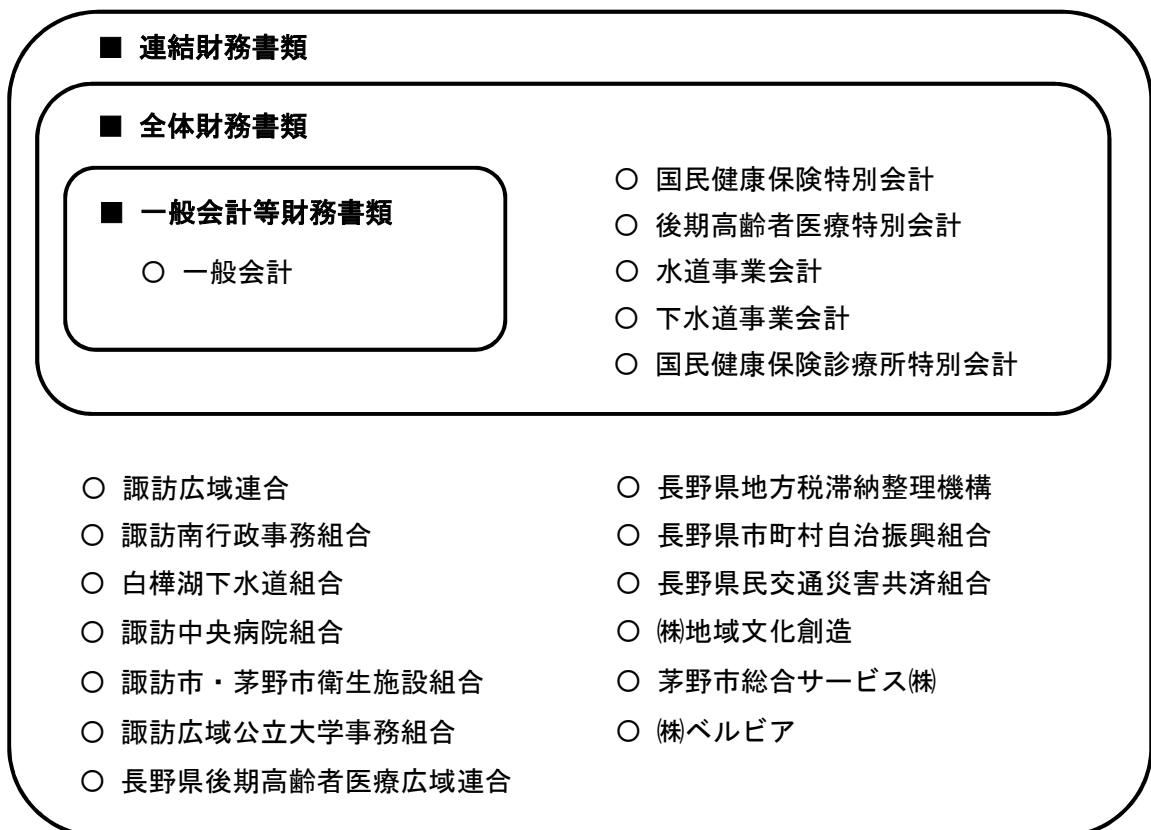 ■ 連結財務書類
■ 全体財務書類
■ 一般会計等財務書類
○ 一般会計
○ 国民健康保険特別会計
○ 後期高齢者医療特別会計
○ 水道事業会計
○ 下水道事業会計
○ 国民健康保険診療所特別会計
○ 諏訪広域連合
○ 諏訪南行政事務組合
○ 白樺湖下水道組合
○ 諏訪中央病院組合
○ 諏訪市・茅野市衛生施設組合
○ 諏訪広域公立大学事務組合
○ 長野県後期高齢者医療広域連合
○ 長野県地方税滞納整理機構
○ 長野県市町村自治振興組合
○ 長野県民交通災害共済組合
○ ㈱地域文化創造
○ 茅野市総合サービス㈱
○ ㈱ベルビア